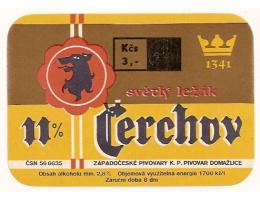 Kčs
3,-
1341
světlý ležák
11% Čerchov
ČSN 56 6635 ZÁPADOČESKÉ PIVOVARY K. P. PIVOVAR DOMAŽLICE
Obsah alkoholu min. 2,8% Objemová využitelná energie 1700 kJ/l
Záruční doba 8 dní